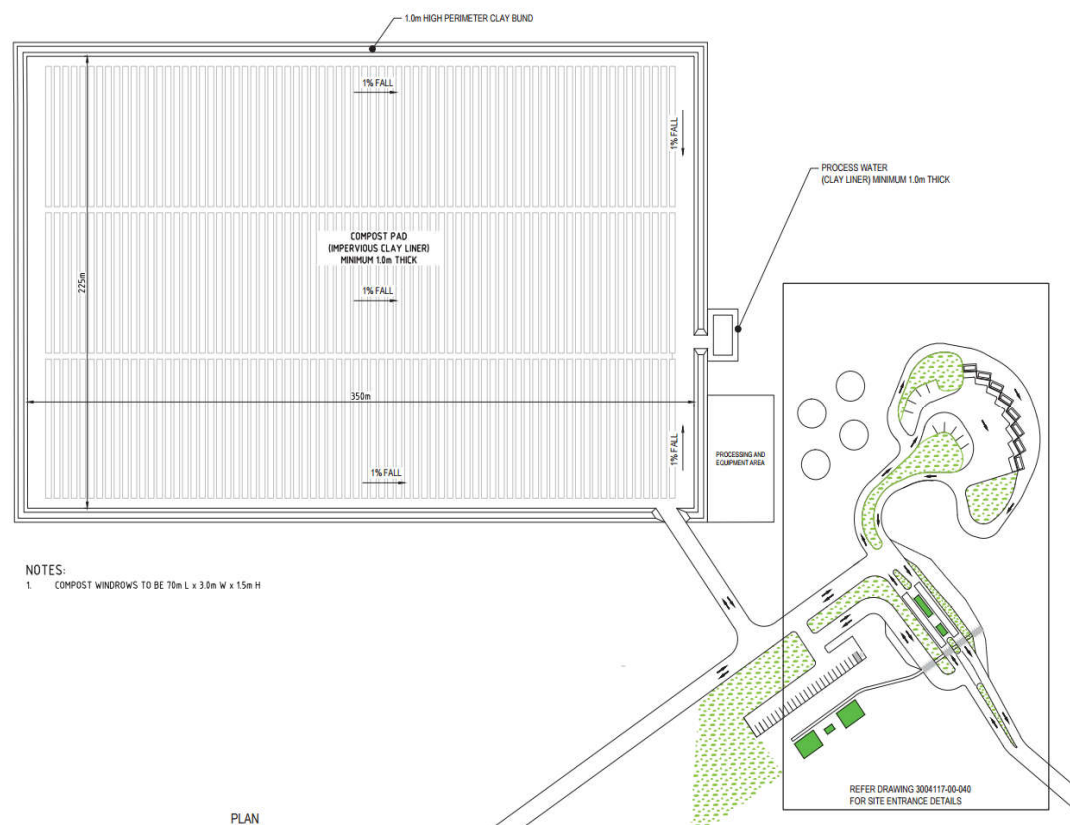 1.0m HIGH PERIMETER CLAY BUND
1% FALL
1% FALL
PROCESS WATER
(CLAY LINER) MINIMUM 1.0m THICK
COMPOST PAD
(IMPERVIOUS CLAY LINER)
MINIMUM 1.0m THICK
225m
1% FALL
350m
1% FALL
PROCESSING AND
EQUIPMENT AREA
1% FALL
NOTES:
1. COMPOST WINDROWS TO BE 70m L x 3.0m W x 1.5m H
REFER DRAWING 3004117-00-040
FOR SITE ENTRANCE DETAILS
PLAN